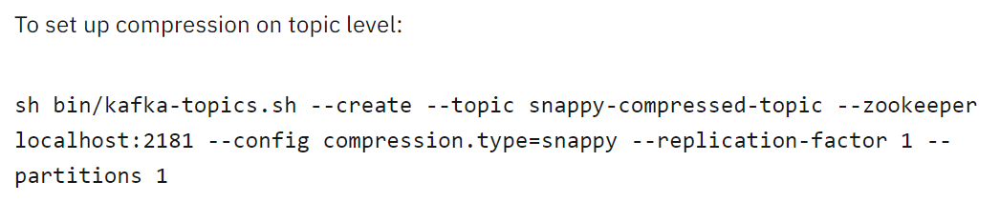 To set up compression on topic level:
sh bin/kafka-topics.sh --create --topic snappy-compressed-topic --zookeeper
localhost:2181 --config compression.type=snappy --replication-factor 1 --
partitions 1